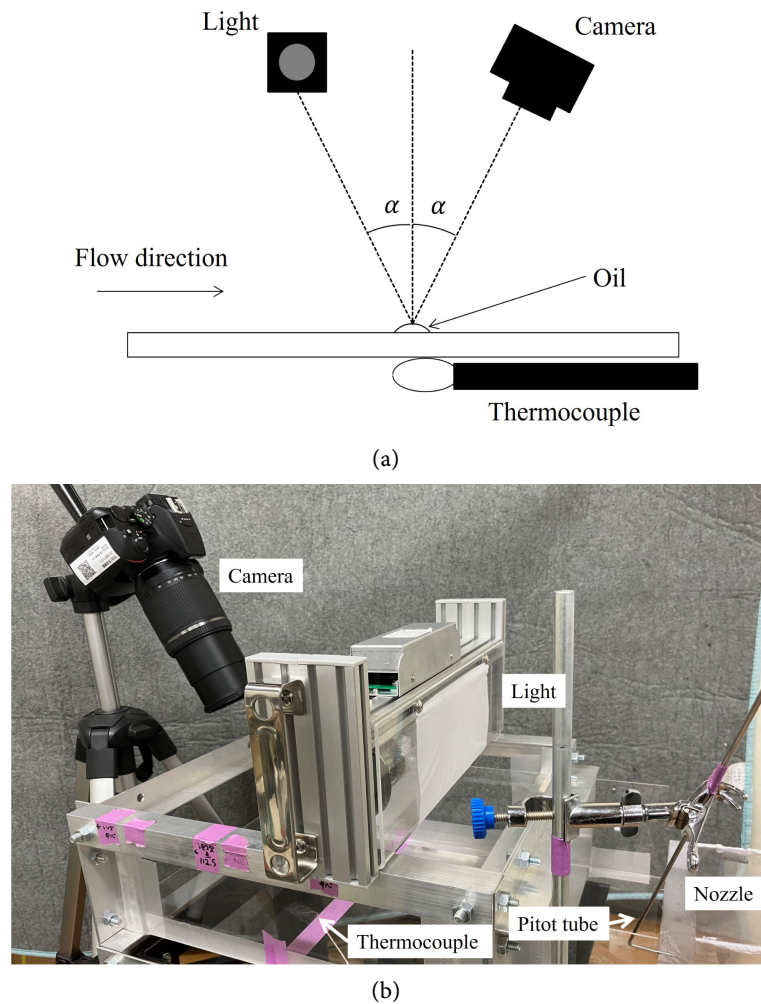 Light
Camera
α
α
Flow direction
Oil
Thermocouple
(a)
Camera
Light
Nozzle
Pitot tube
Thermocouple
(b)